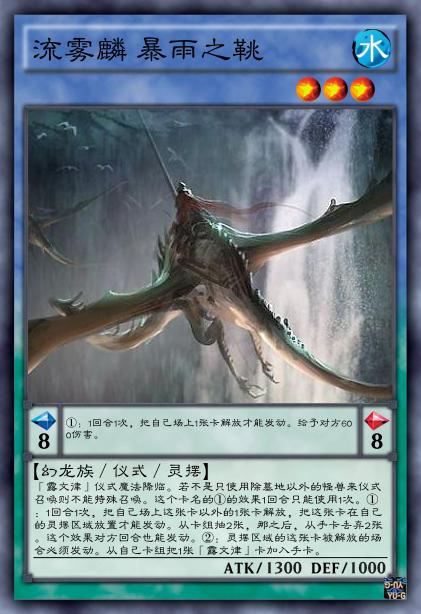 流雾麟 暴雨之鼗
水
①：1回合1次，把自己场上1张卡解放才能发动。给予对方60
0伤害。
8
8
【幻龙族／仪式／灵摆】
「露文津」仪式魔法降临。若不是只使用除墓地以外的怪兽来仪式
召唤则不能特殊召唤。这个卡名的①的效果1回合只能使用1次。①
：1回合1次，把自己场上这张卡以外的1张卡解放，把这张卡在自己
的灵摆区域放置才能发动。从卡组抽2张，那之后，从手卡丢弃2张
。这个效果对方回合也能发动。②：灵摆区域的这张卡被解放的场
合必须发动。从自己卡组把1张「露文津」卡加入手卡。
ATK/1300 DEF/1000